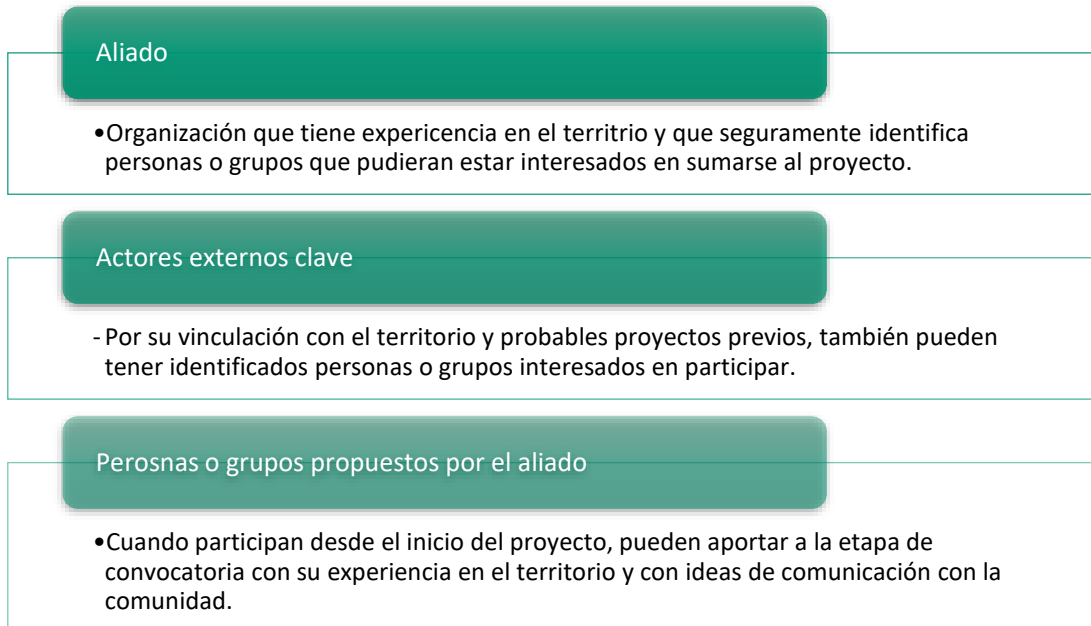 Aliado
•Organización que tiene expericencia en el territrio y que seguramente identifica
personas o grupos que pudieran estar interesados en sumarse al proyecto.
Actores externos clave
- Por su vinculación con el territorio y probables proyectos previos, también pueden
tener identificados personas o grupos interesados en participar.
Perosnas o grupos propuestos por el aliado
•Cuando participan desde el inicio del proyecto, pueden aportar a la etapa de
convocatoria con su experiencia en el territorio y con ideas de comunicación con la
comunidad.